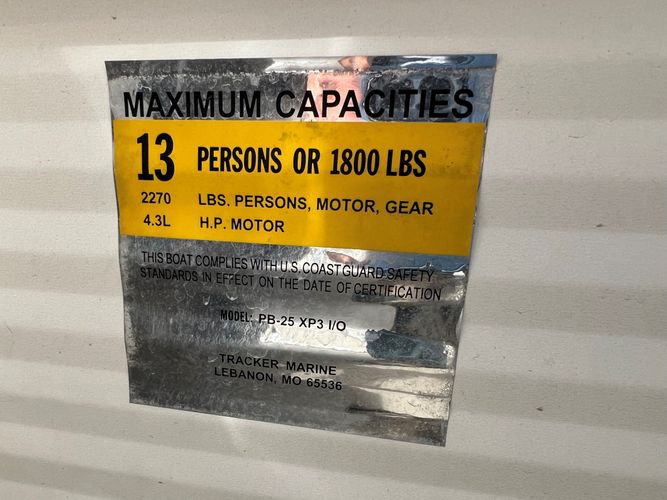 MAXIMUM CAPACITIES
13 PERSONS OR 1800 LBS
2270 LBS. PERSONS, MOTOR, GEAR
4.3L H.P. MOTOR
THIS BOAT COMPLIES WITH U.S. COAST GUARD SAFETY
STANDARDS IN EFFECT ON THE DATE OF CERTIFICATION
MODEL: PB-25 XP3 I/O
TRACKER MARINE
LEBANON, MO 65536